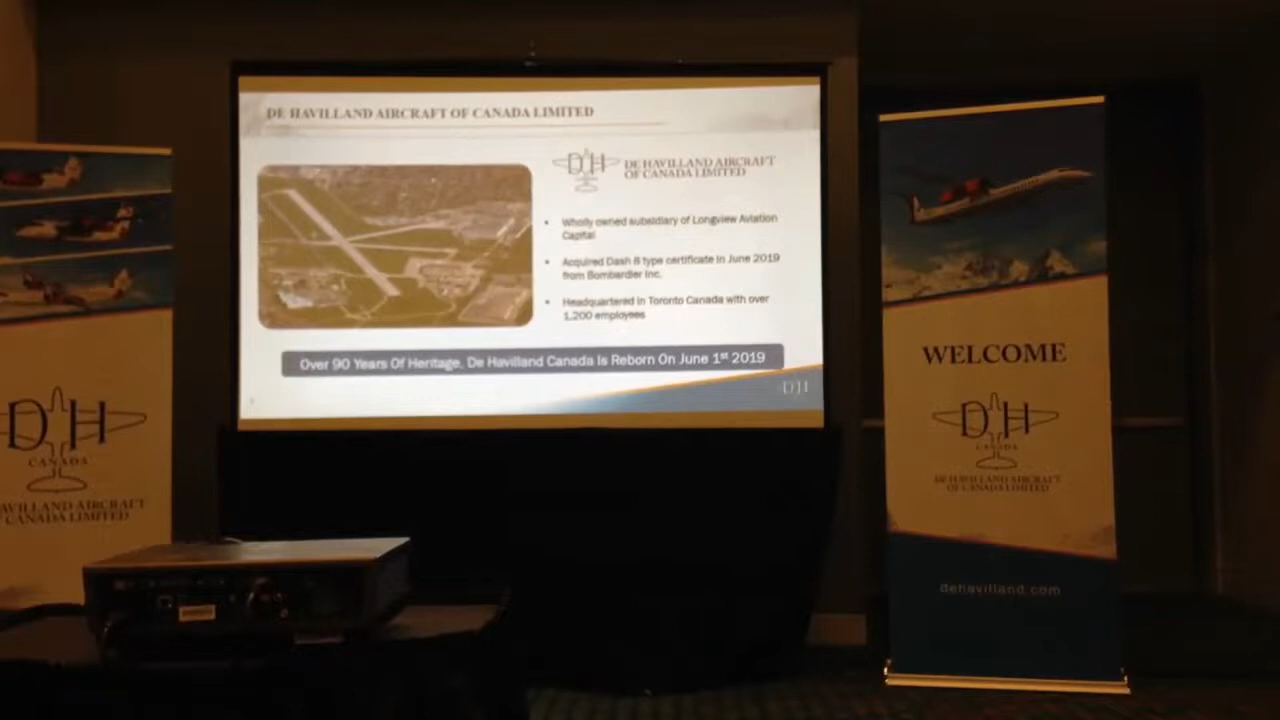 DE HAVILLAND AIRCRAFT OF CANADA LIMITED
DH
DE HAVILLAND AIRCRAFT
OF CANADA LIMITED
• Wholly owned subsidiary of Longview Aviation
Capital
• Acquired Dash 8 type certificate in June 2019
from Bombardier Inc.
• Headquartered in Toronto Canada with over
1,200 employees
Over 90 Years Of Heritage, De Havilland Canada Is Reborn On June 1st 2019
DH
DH
CANADA
AVILLAND AIRCRAFT
CANADA LIMITED
WELCOME
DH
CANADA
DE HAVILLAND AIRCRAFT
OF CANADA LIMITED
dehavilland.com